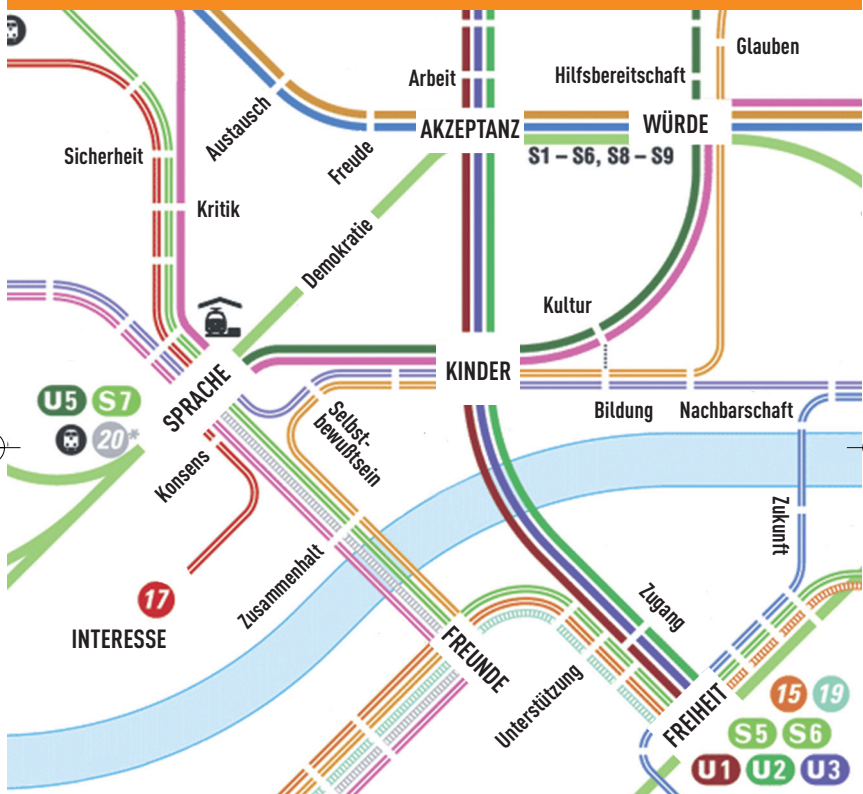 Glauben
Arbeit
Hilfsbereitschaft
Austausch
AKZEPTANZ
WÜRDE
Freude
S1 – S6, S8 – S9
Sicherheit
Kritik
Demokratie
Kultur
KINDER
SPRACHE
U5 S7
20*
Selbst-
bewußtsein
Bildung
Nachbarschaft
Konsens
Zukunft
Zusammenhalt
17
INTERESSE
Zugang
FREUNDE
Unterstützung
FREIHEIT
15 19
S5 S6
U1 U2 U3